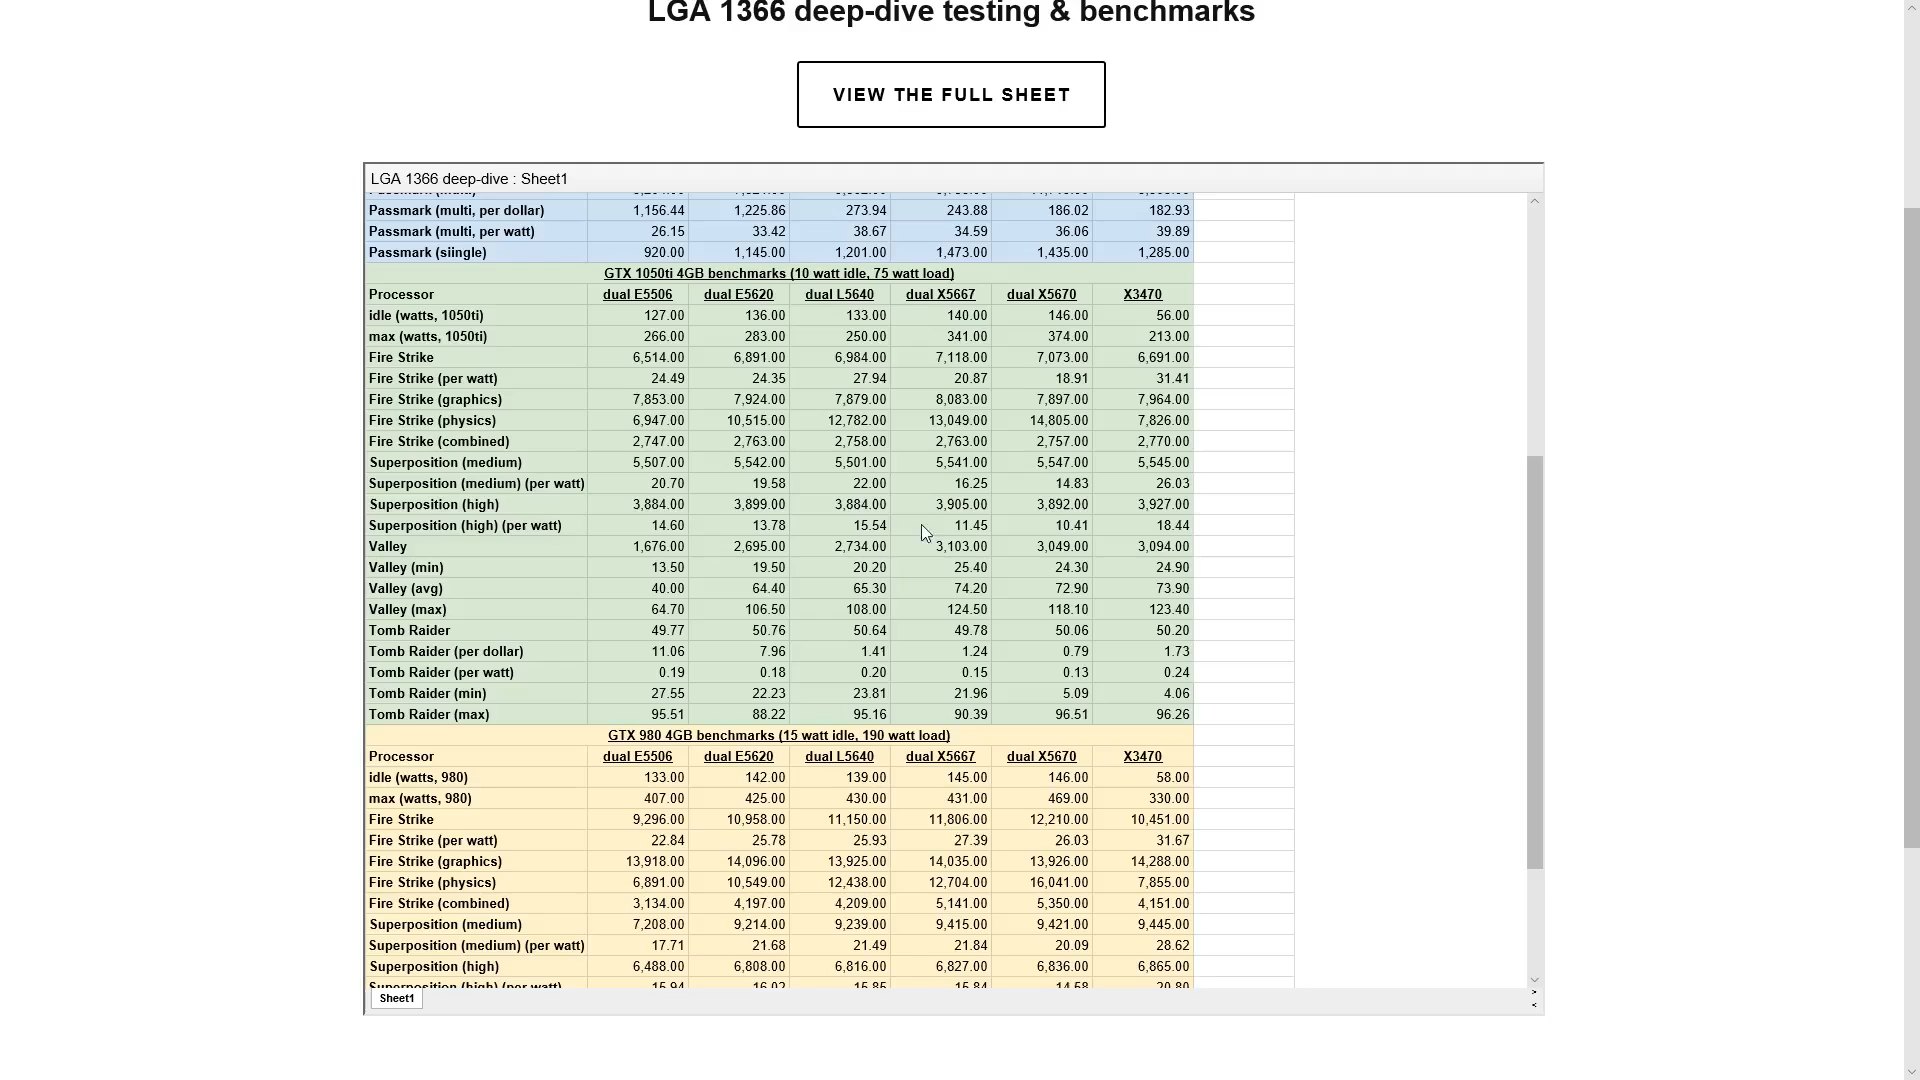 LGA 1366 deep-dive testing & benchmarks
VIEW THE FULL SHEET
LGA 1366 deep-dive : Sheet1
Passmark (multi, per dollar) 1,156.44 1,225.86 273.94 243.88 186.02 182.93
Passmark (multi, per watt) 26.15 33.42 38.67 34.59 36.06 39.89
Passmark (siingle) 920.00 1,145.00 1,201.00 1,473.00 1,435.00 1,285.00
GTX 1050ti 4GB benchmarks (10 watt idle, 75 watt load)
Processor dual E5506 dual E5620 dual L5640 dual X5667 dual X5670 X3470
idle (watts, 1050ti) 127.00 136.00 133.00 140.00 146.00 56.00
max (watts, 1050ti) 266.00 283.00 250.00 341.00 374.00 213.00
Fire Strike 6,514.00 6,891.00 6,984.00 7,118.00 7,073.00 6,691.00
Fire Strike (per watt) 24.49 24.35 27.94 20.87 18.91 31.41
Fire Strike (graphics) 7,853.00 7,924.00 7,879.00 8,083.00 7,897.00 7,964.00
Fire Strike (physics) 6,947.00 10,515.00 12,782.00 13,049.00 14,805.00 7,826.00
Fire Strike (combined) 2,747.00 2,763.00 2,758.00 2,763.00 2,757.00 2,770.00
Superposition (medium) 5,507.00 5,542.00 5,501.00 5,541.00 5,547.00 5,545.00
Superposition (medium) (per watt) 20.70 19.58 22.00 16.25 14.83 26.03
Superposition (high) 3,884.00 3,899.00 3,884.00 3,905.00 3,892.00 3,927.00
Superposition (high) (per watt) 14.60 13.78 15.54 11.45 10.41 18.44
Valley 1,676.00 2,695.00 2,734.00 3,103.00 3,049.00 3,094.00
Valley (min) 13.50 19.50 20.20 25.40 24.30 24.90
Valley (avg) 40.00 64.40 65.30 74.20 72.90 73.90
Valley (max) 64.70 106.50 108.00 124.50 118.10 123.40
Tomb Raider 49.77 50.76 50.64 49.78 50.06 50.20
Tomb Raider (per dollar) 11.06 7.96 1.41 1.24 0.79 1.73
Tomb Raider (per watt) 0.19 0.18 0.20 0.15 0.13 0.24
Tomb Raider (min) 27.55 22.23 23.81 21.96 5.09 4.06
Tomb Raider (max) 95.51 88.22 95.16 90.39 96.51 96.26
GTX 980 4GB benchmarks (15 watt idle, 190 watt load)
Processor dual E5506 dual E5620 dual L5640 dual X5667 dual X5670 X3470
idle (watts, 980) 133.00 142.00 139.00 145.00 146.00 58.00
max (watts, 980) 407.00 425.00 430.00 431.00 469.00 330.00
Fire Strike 9,296.00 10,958.00 11,150.00 11,806.00 12,210.00 10,451.00
Fire Strike (per watt) 22.84 25.78 25.93 27.39 26.03 31.67
Fire Strike (graphics) 13,918.00 14,096.00 13,925.00 14,035.00 13,926.00 14,288.00
Fire Strike (physics) 6,891.00 10,549.00 12,438.00 12,704.00 16,041.00 7,855.00
Fire Strike (combined) 3,134.00 4,197.00 4,209.00 5,141.00 5,350.00 4,151.00
Superposition (medium) 7,208.00 9,214.00 9,239.00 9,415.00 9,421.00 9,445.00
Superposition (medium) (per watt) 17.71 21.68 21.49 21.84 20.09 28.62
Superposition (high) 6,488.00 6,808.00 6,816.00 6,827.00 6,836.00 6,865.00
Superposition (high) (per watt) 15.94 16.02 15.85 15.84 14.58 20.80
Sheet1